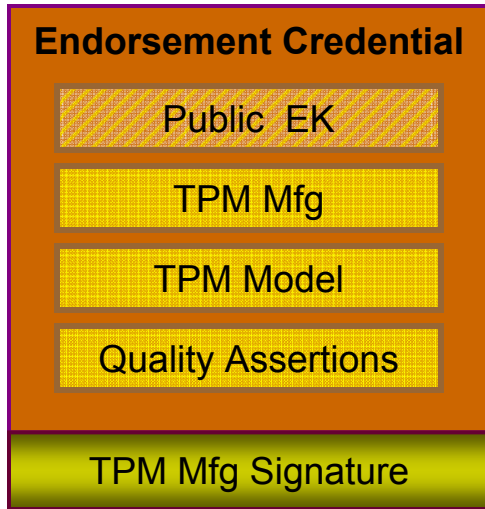 Endorsement Credential
Public EK
TPM Mfg
TPM Model
Quality Assertions
TPM Mfg Signature